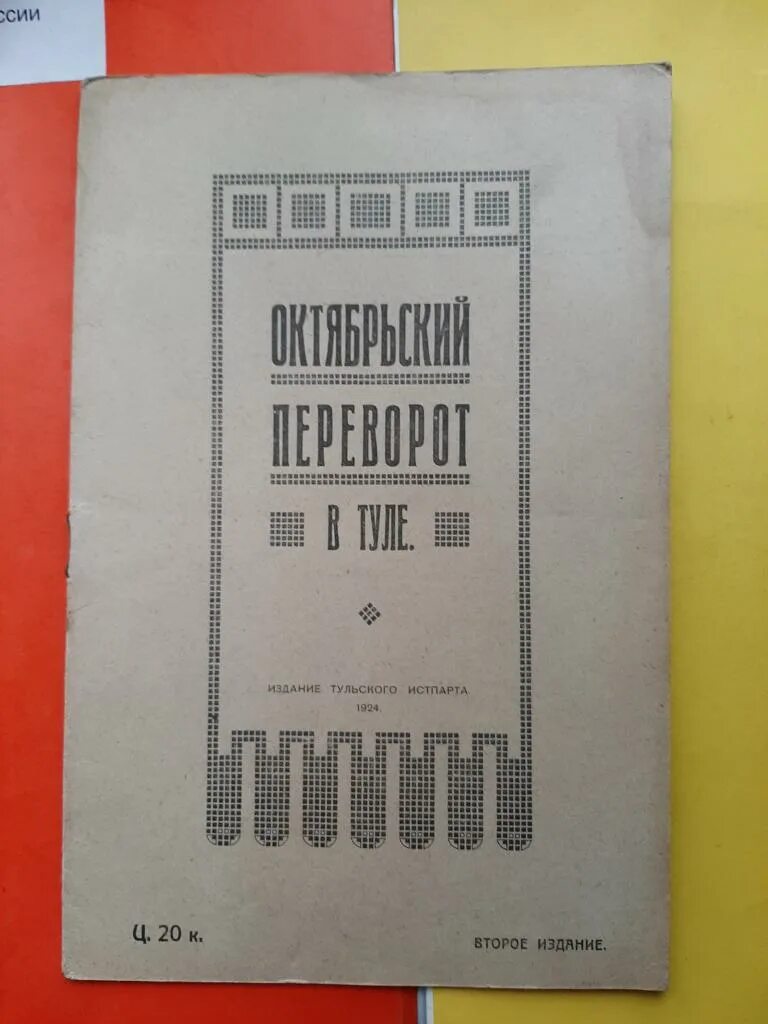 ссии
ОКТЯБРЬСКИЙ
ПЕРЕВОРОТ
В ТУЛЕ.
ИЗДАНИЕ ТУЛЬСКОГО ИСТПАРТА
1924.
Ц. 20 к.
ВТОРОЕ ИЗДАНИЕ.